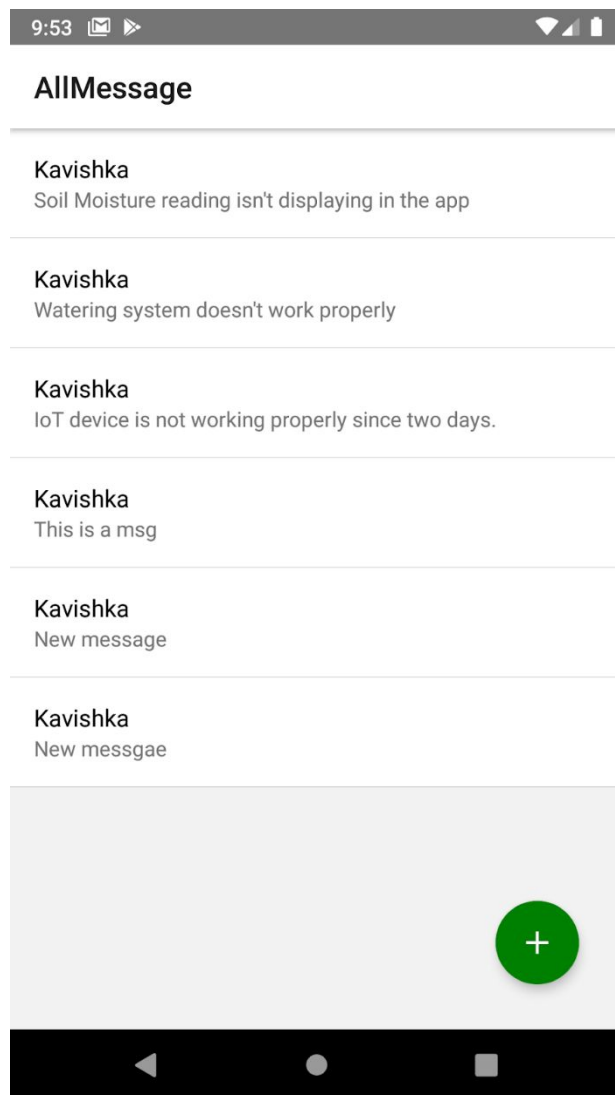 9:53
AllMessage
Kavishka
Soil Moisture reading isn't displaying in the app
Kavishka
Watering system doesn't work properly
Kavishka
IoT device is not working properly since two days.
Kavishka
This is a msg
Kavishka
New message
Kavishka
New messgae